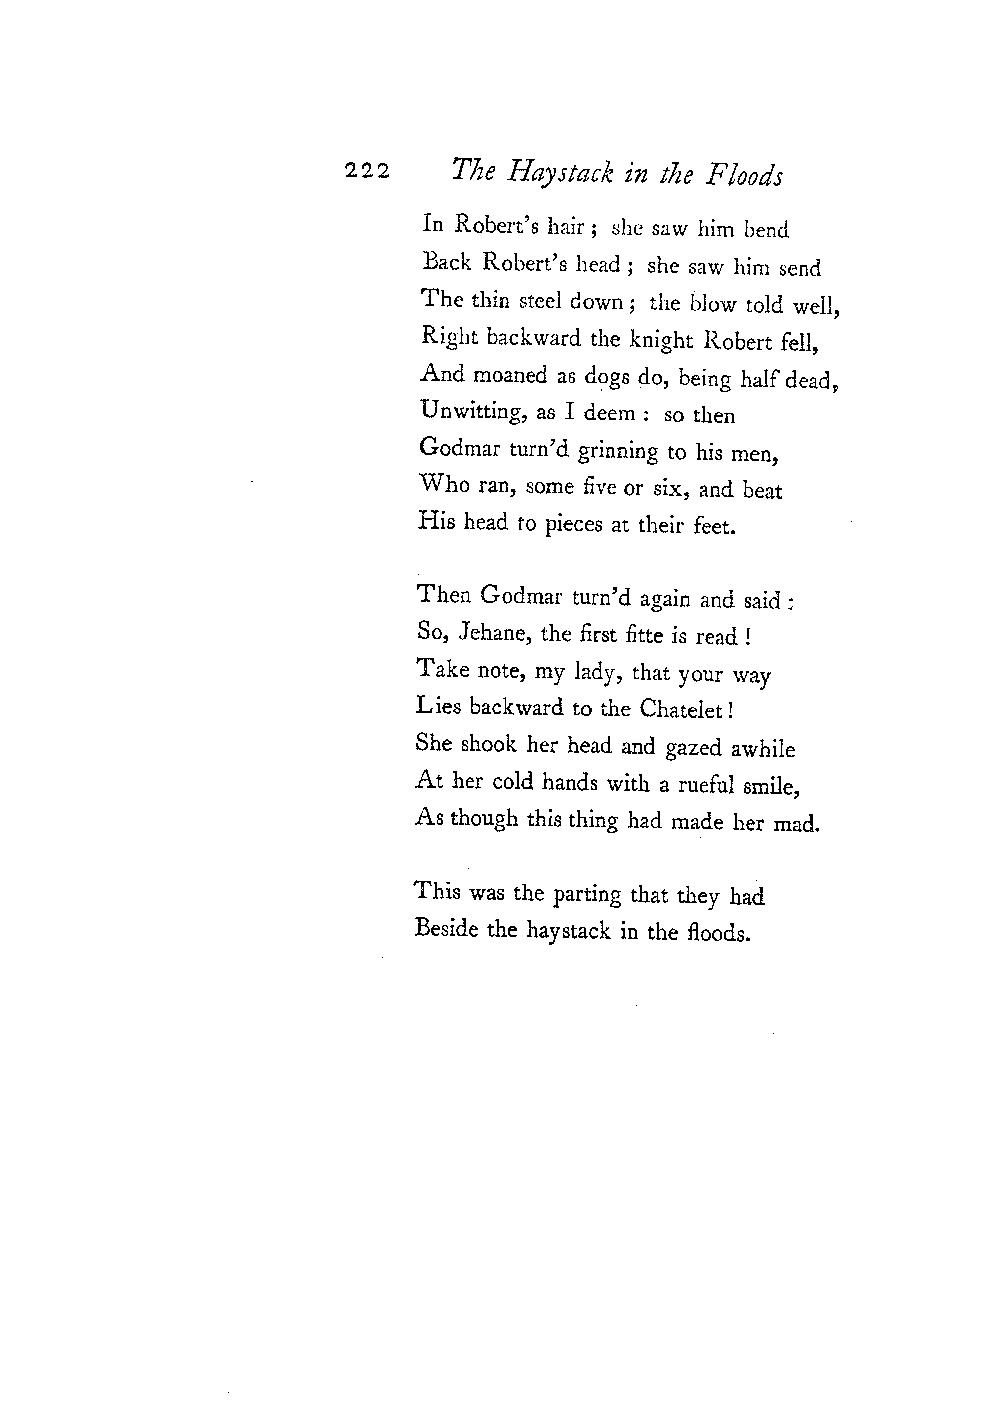 222 The Haystack in the Floods
In Robert's hair ; she saw him bend
Back Robert's head ; she saw him send
The thin steel down ; the blow told well,
Right backward the knight Robert fell,
And moaned as dogs do, being half dead,
Unwitting, as I deem : so then
Godmar turn'd grinning to his men,
Who ran, some five or six, and beat
His head to pieces at their feet.

Then Godmar turn'd again and said :
So, Jehane, the first fitte is read !
Take note, my lady, that your way
Lies backward to the Chatelet !
She shook her head and gazed awhile
At her cold hands with a rueful smile,
As though this thing had made her mad.

This was the parting that they had
Beside the haystack in the floods.